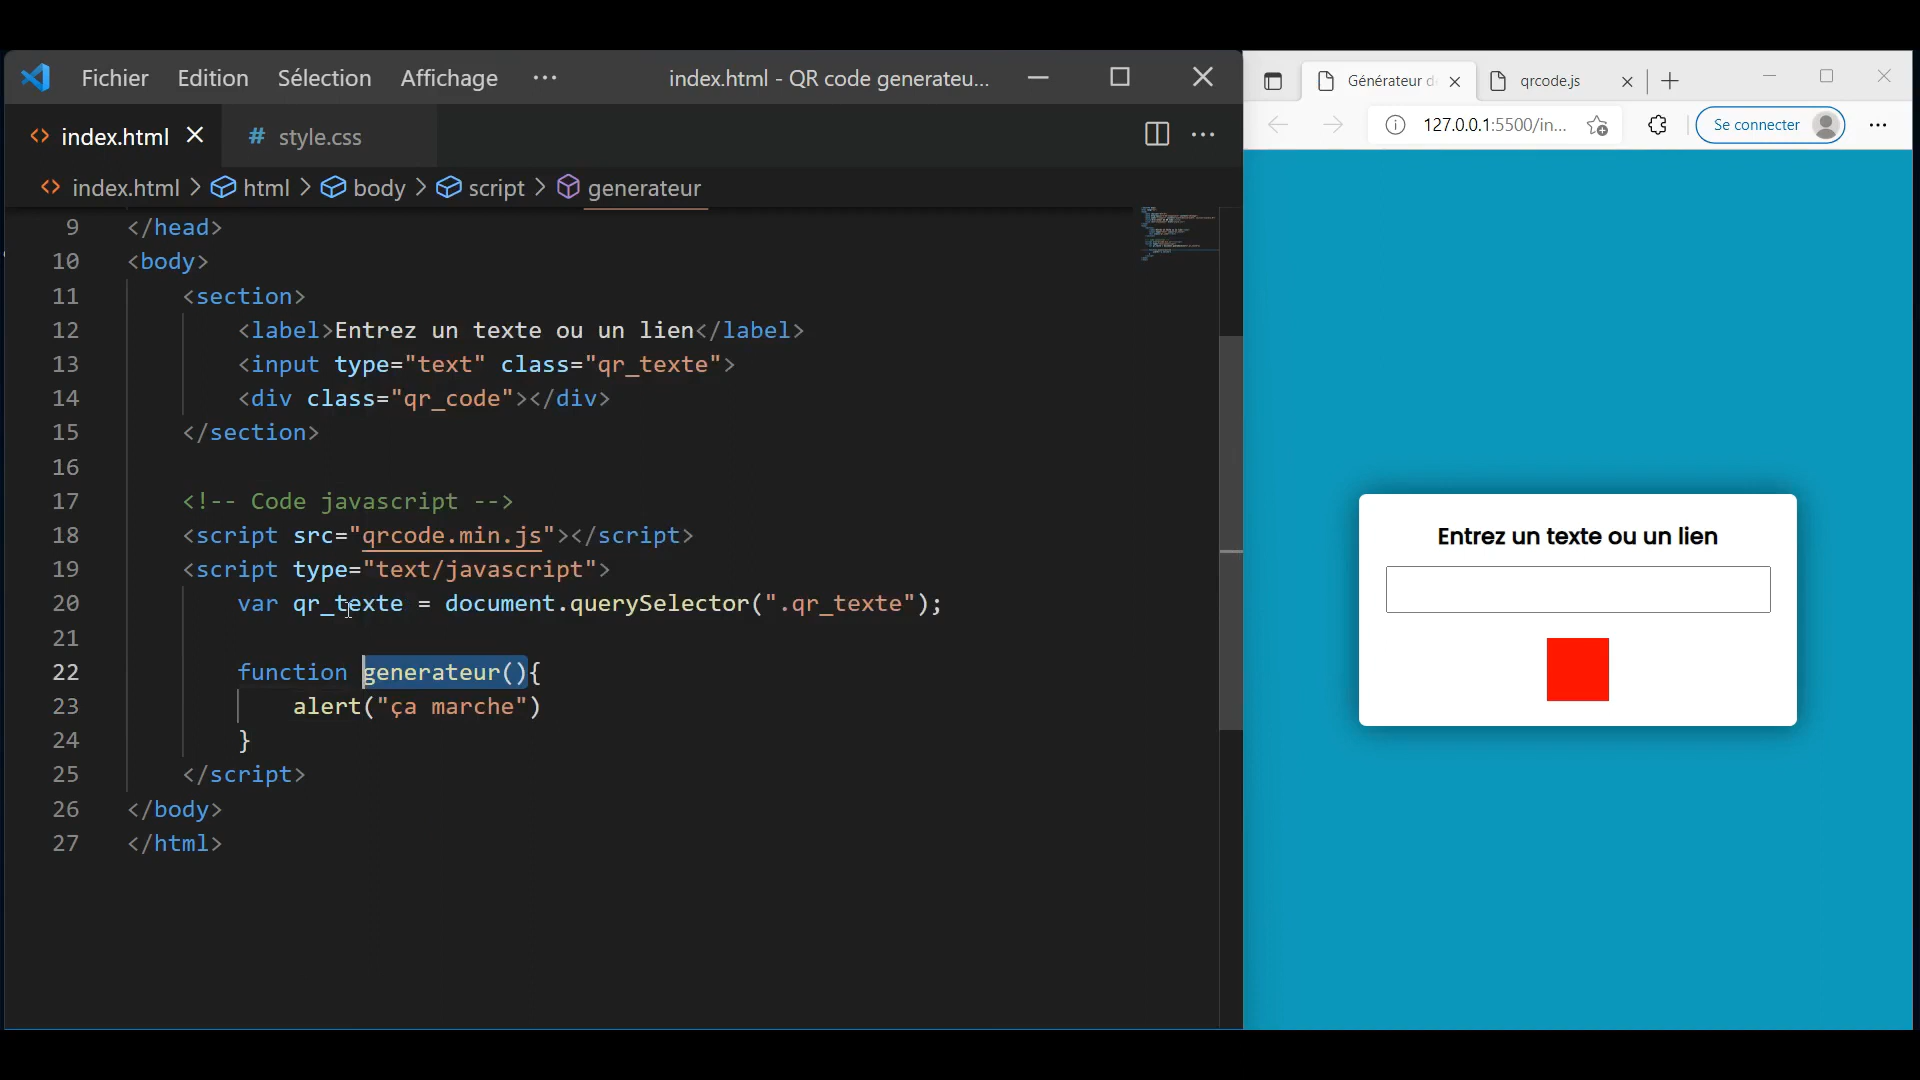 Fichier Edition Sélection Affichage ··· index.html - QR code generateu...
index.html # style.css ···
index.html > html > body > script > generateur
9 </head>
10 <body>
11 <section>
12 <label>Entrez un texte ou un lien</label>
13 <input type="text" class="qr_texte">
14 <div class="qr_code"></div>
15 </section>
16
17 <!-- Code javascript -->
18 <script src="qrcode.min.js"></script>
19 <script type="text/javascript">
20 var qr_texte = document.querySelector(".qr_texte");
21
22 function generateur(){
23 alert("ça marche")
24 }
25 </script>
26 </body>
27 </html>
Générateur d qrcode.js
127.0.0.1:5500/in... Se connecter ···
Entrez un texte ou un lien